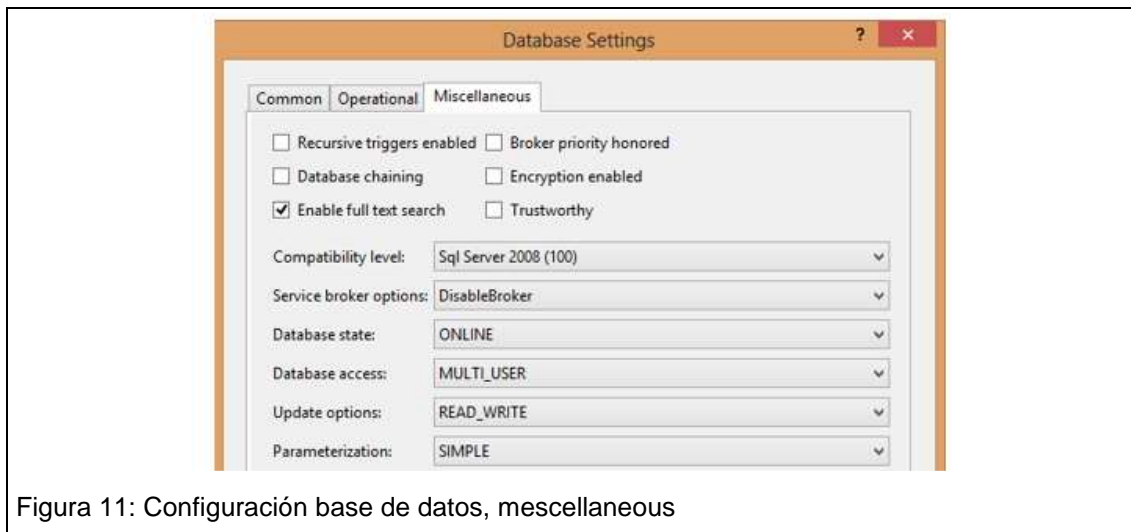 Database Settings
?
Common Operational Miscellaneous
Recursive triggers enabled Broker priority honored
Database chaining Encryption enabled
Enable full text search Trustworthy
Compatibility level: Sql Server 2008 (100)
Service broker options: DisableBroker
Database state: ONLINE
Database access: MULTI_USER
Update options: READ_WRITE
Parameterization: SIMPLE
Figura 11: Configuración base de datos, mescellaneous